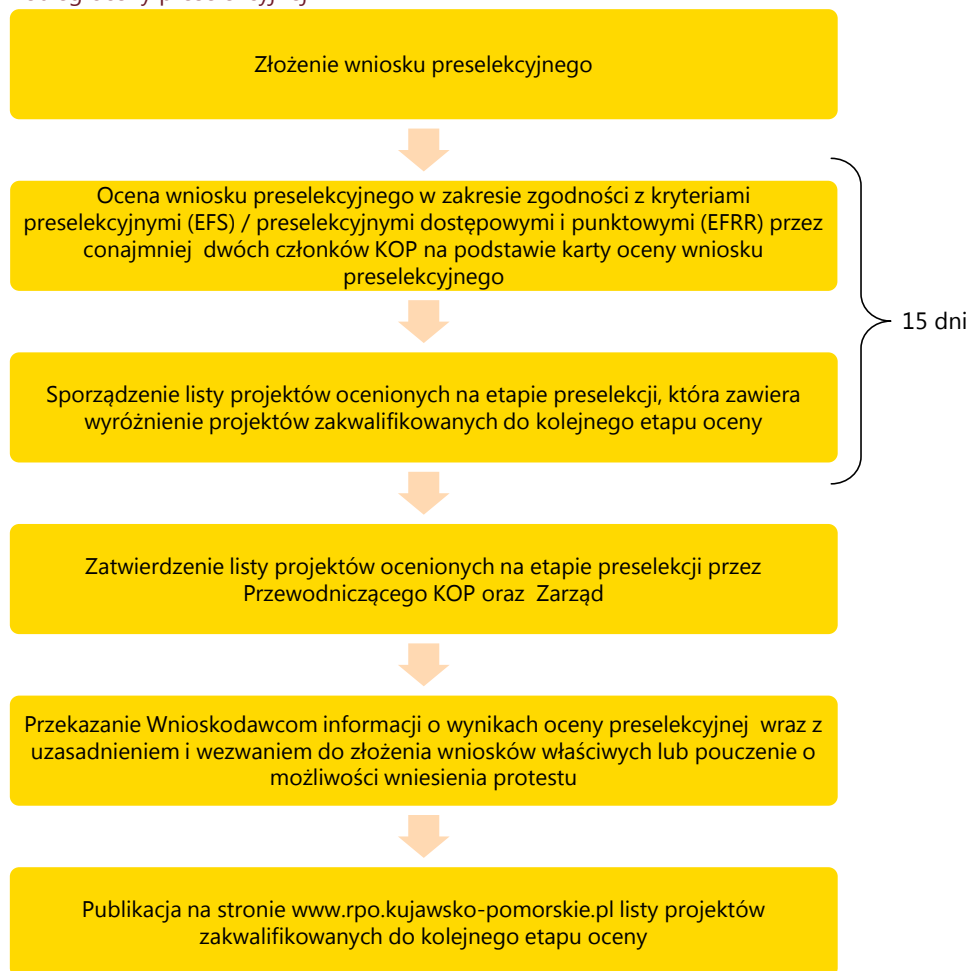 Złożenie wniosku preselekcyjnego
Ocena wniosku preselekcyjnego w zakresie zgodności z kryteriami
preselekcyjnymi (EFS) / preselekcyjnymi dostępowymi i punktowymi (EFRR) przez
conajmniej dwóch członków KOP na podstawie karty oceny wniosku
preselekcyjnego
15 dni
Sporządzenie listy projektów ocenionych na etapie preselekcji, która zawiera
wyróżnienie projektów zakwalifikowanych do kolejnego etapu oceny
Zatwierdzenie listy projektów ocenionych na etapie preselekcji przez
Przewodniczącego KOP oraz Zarząd
Przekazanie Wnioskodawcom informacji o wynikach oceny preselekcyjnej wraz z
uzasadnieniem i wezwaniem do złożenia wniosków właściwych lub pouczenie o
możliwości wniesienia protestu
Publikacja na stronie www.rpo.kujawsko-pomorskie.pl listy projektów
zakwalifikowanych do kolejnego etapu oceny